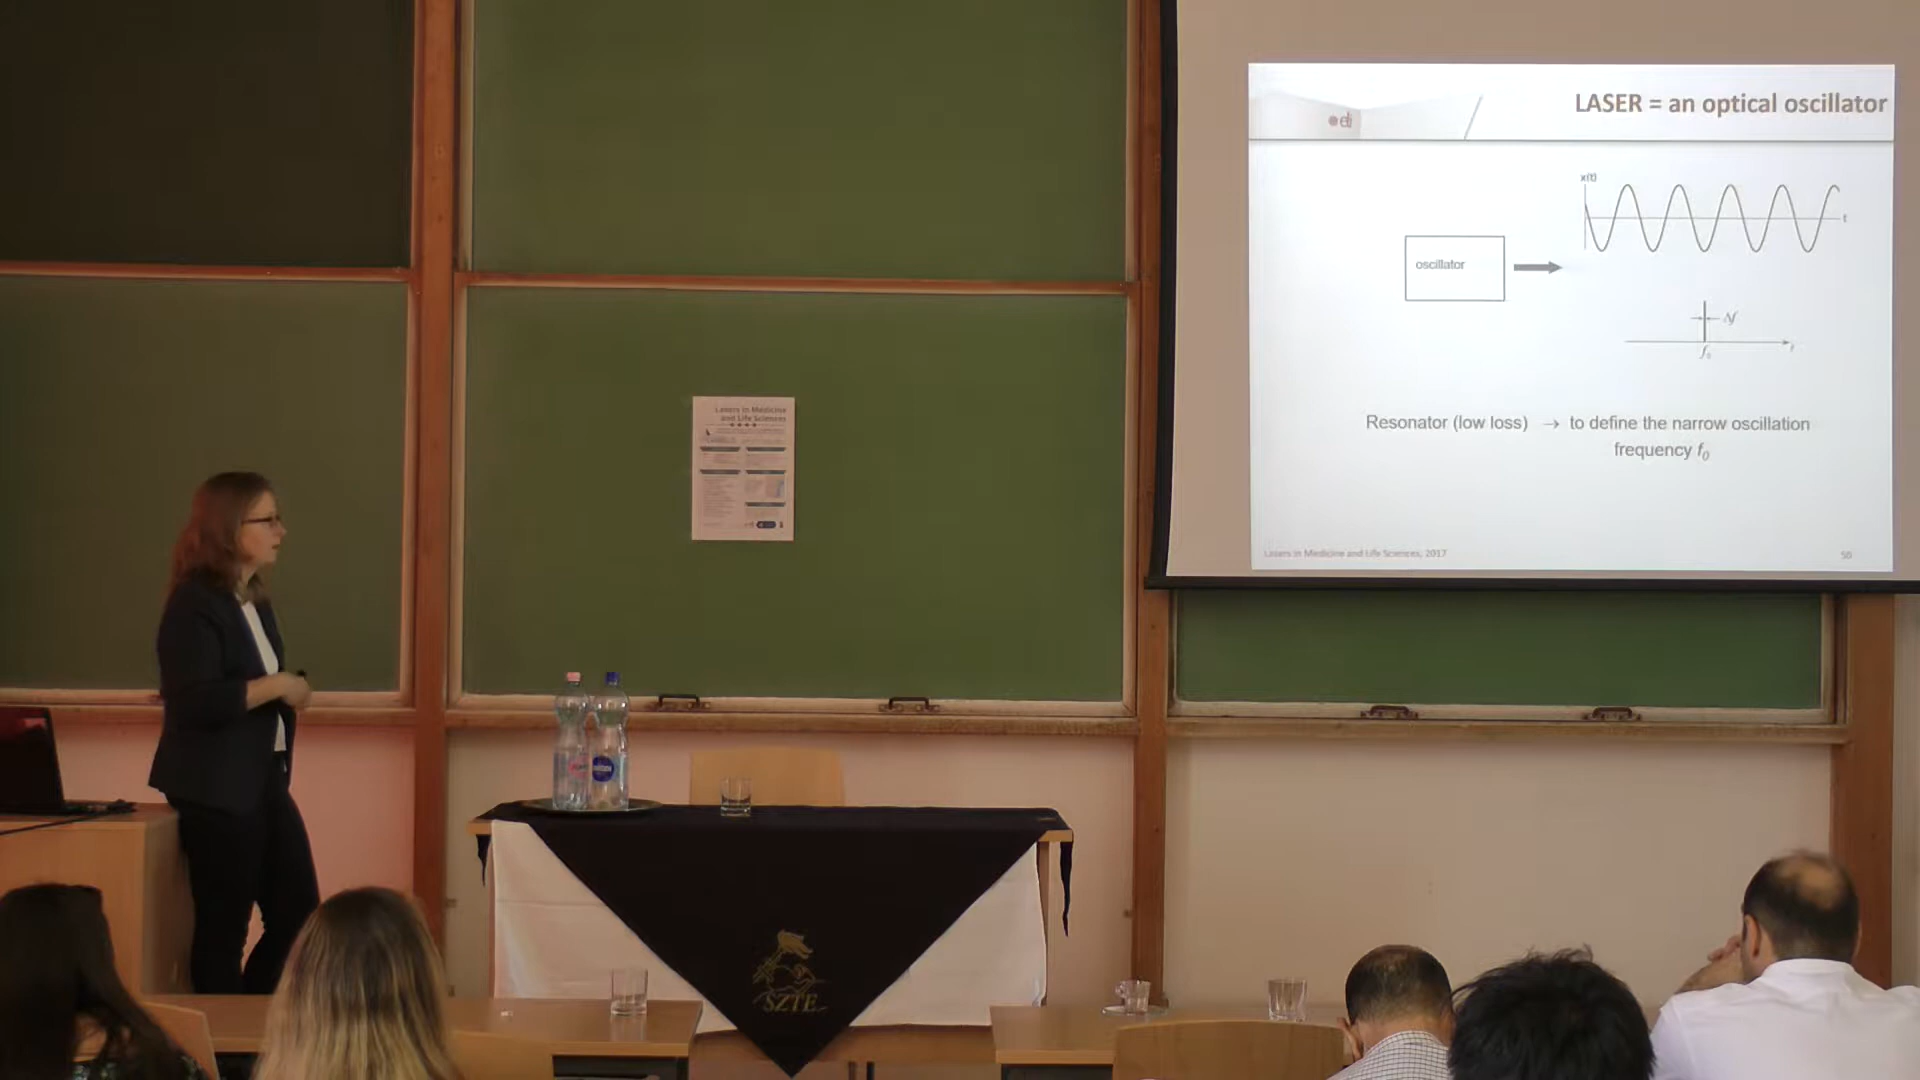 LASER = an optical oscillator
eli
x(t)
t
oscillator
Δf
f₀
f
Resonator (low loss) → to define the narrow oscillation
frequency f₀
Lasers in Medicine and Life Sciences, 2017
50
Lasers in Medicine
and Life Sciences
SZTE